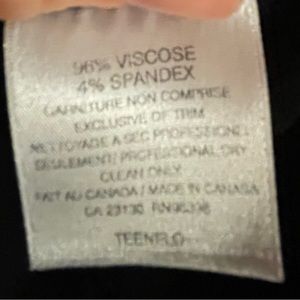 96% VISCOSE
4% SPANDEX
GARNITURE NON COMPRISE
EXCLUSIVE OF TRIM
NETTOYAGE A SEC PROFESSIONEL
SEULEMENT/ PROFESSIONAL DRY
CLEAN ONLY
FAIT AU CANADA / MADE IN CANADA
CA 23130
TEENFLO